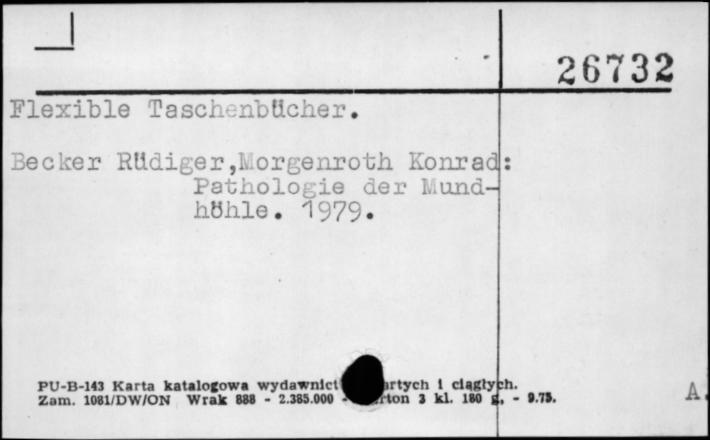 26732
Flexible Taschenbücher.
Becker Rüdiger,Morgenroth Konrad:
Pathologie der Mund-
höhle. 1979.
PU-B-143 Karta katalogowa wydawnict artych i ciągłych.
Zam. 1081/DW/ON Wrak 888 - 2.385.000 - rton 3 kl. 180 g. - 9.75.
A.